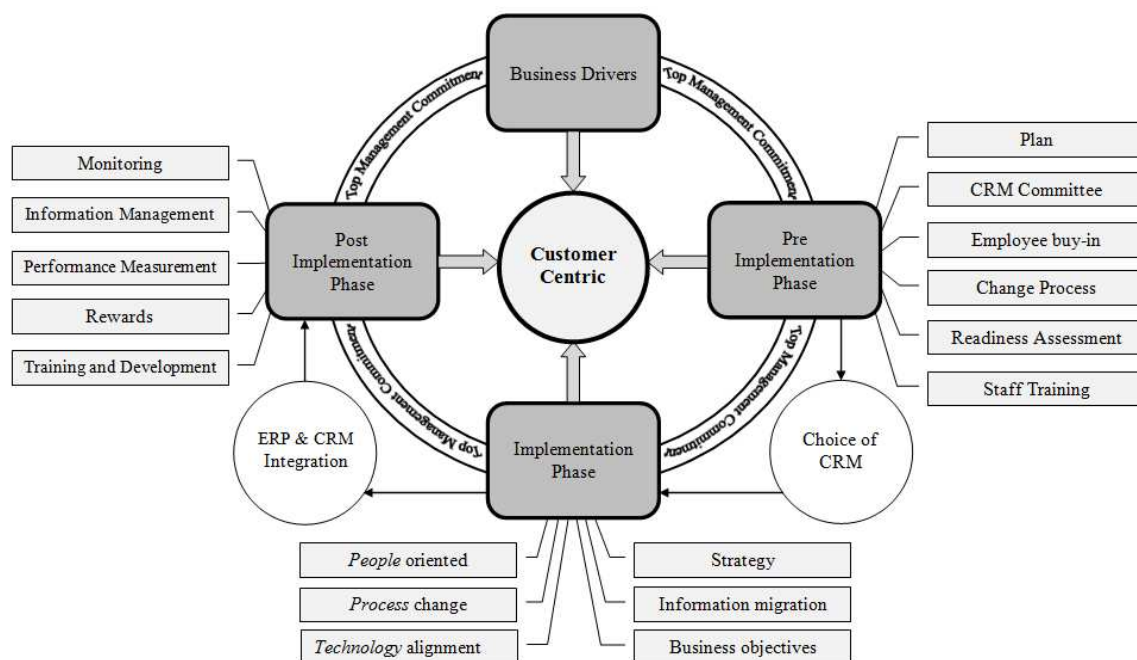 Business Drivers
Top Management Commitment
Top Management Commitment
Monitoring
Information Management
Performance Measurement
Rewards
Training and Development
Post
Implementation
Phase
Customer
Centric
Pre
Implementation
Phase
Plan
CRM Committee
Employee buy-in
Change Process
Readiness Assessment
Staff Training
Top Management Commitment
Top Management Commitment
ERP & CRM
Integration
Implementation
Phase
Choice of
CRM
People oriented
Process change
Technology alignment
Strategy
Information migration
Business objectives